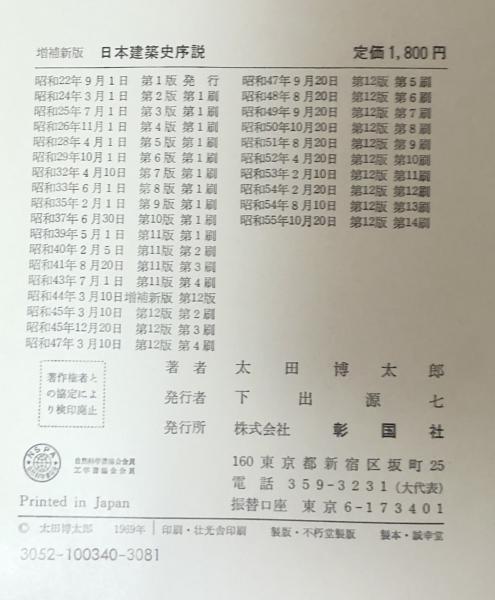 増補新版 日本建築史序説 定価1,800円
昭和22年9月1日 第1版 発行
昭和24年3月1日 第2版 第1刷
昭和25年7月1日 第3版 第1刷
昭和26年11月1日 第4版 第1刷
昭和28年4月1日 第5版 第1刷
昭和29年10月1日 第6版 第1刷
昭和32年4月10日 第7版 第1刷
昭和33年6月1日 第8版 第1刷
昭和35年2月1日 第9版 第1刷
昭和37年6月30日 第10版 第1刷
昭和39年5月1日 第11版 第1刷
昭和40年2月5日 第11版 第2刷
昭和41年8月20日 第11版 第3刷
昭和43年7月1日 第11版 第4刷
昭和44年3月10日 増補新版 第12版
昭和45年3月10日 第12版 第2刷
昭和45年12月20日 第12版 第3刷
昭和47年3月10日 第12版 第4刷
昭和47年9月20日 第12版 第5刷
昭和48年8月20日 第12版 第6刷
昭和49年9月20日 第12版 第7刷
昭和50年10月20日 第12版 第8刷
昭和51年8月20日 第12版 第9刷
昭和52年4月20日 第12版 第10刷
昭和53年2月10日 第12版 第11刷
昭和54年2月20日 第12版 第12刷
昭和54年8月10日 第12版 第13刷
昭和55年10月20日 第12版 第14刷
著作権者と
の協定によ
り検印廃止
著者 太田博太郎
発行者 下出源七
発行所 株式会社 彰国社
160 東京都新宿区坂町25
電話 359-3231 (大代表)
振替口座 東京6-173401
NSPA
自然科学書協会会員
工学書協会会員
Printed in Japan
© 太田博太郎 1969年 | 印刷・壮光舎印刷 製版・不朽堂製版 製本・誠幸堂
3052-100340-3081